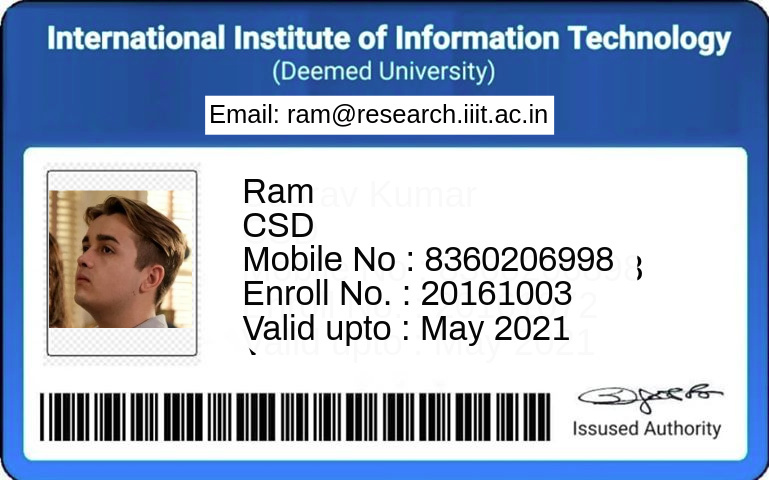 International Institute of Information Technology
(Deemed University)
Email: ram@research.iiit.ac.in
Ram
CSD
Mobile No : 8360206998
Enroll No. : 20161003
Valid upto : May 2021
Issused Authority